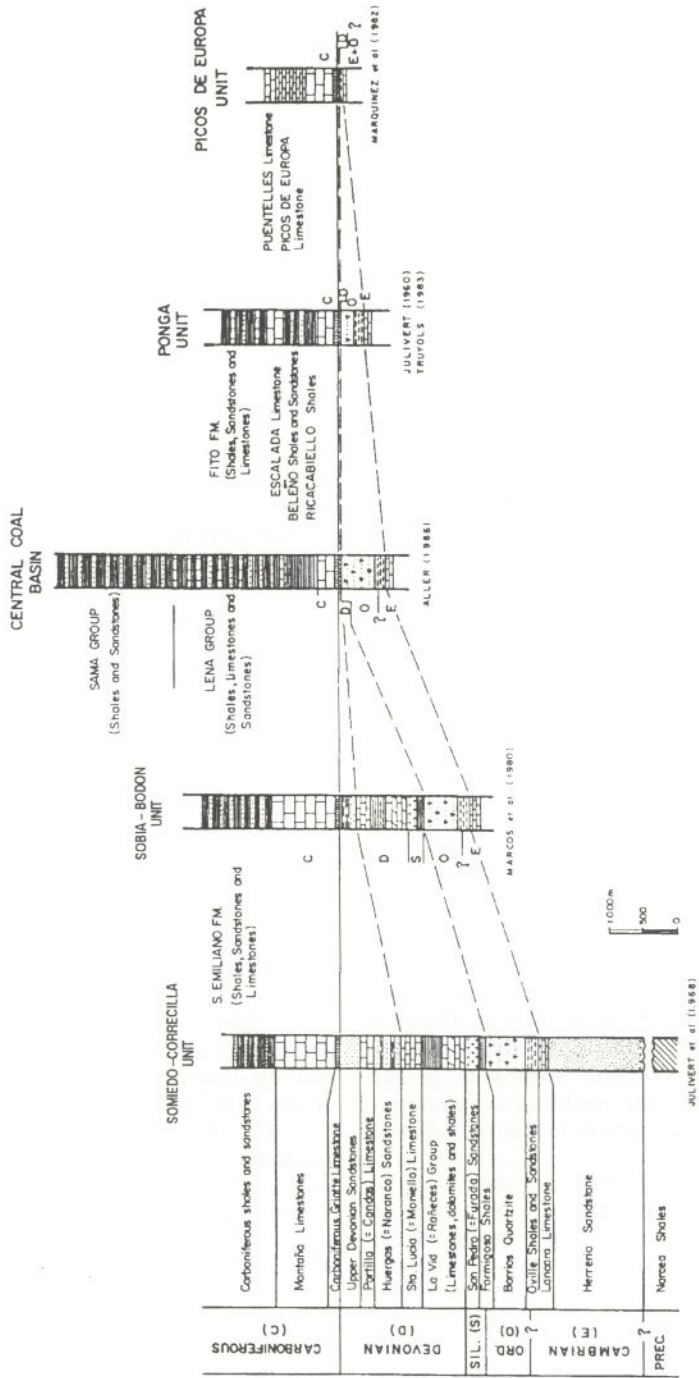 SOMIEDO-CORRECILLA
UNIT
SOBIA-BODON
UNIT
CENTRAL COAL
BASIN
PONGA
UNIT
PICOS DE EUROPA
UNIT
S. EMILIANO FM.
(Shales, Sandstones and
Limestones)
SAMA GROUP
(Shales and Sandstones)
LENA GROUP
(Shales, Limestones and
Sandstones)
FITO FM.
(Shales, Sandstones and
Limestones)
ESCALADA Limestone
BELEÑO Shales and Sandstones
RICACABIELLO Shales
PUENTELLES Limestone
PICOS DE EUROPA
Limestone
CARBONIFEROUS
(C)
DEVONIAN
(D)
SIL. (S)
ORD.
(O)
?
CAMBRIAN
(E)
?
PREC.
Carboniferous shales and sandstones
Montaña Limestones
Carboniferous Griotte Limestone
Upper Devonian Sandstones
Portilla (= Candas) Limestone
Huergas (=Naranco) Sandstones
Sta. Lucia (=Moniello) Limestone
La Vid (= Rañeces) Group
(Limestones, dolomites and shales)
San Pedro (=Furada) Sandstones
Formigoso Shales
Barrios Quartzite
Oville Shales and Sandstones
Lancara Limestone
Herreria Sandstone
Narcea Shales
C
D
S
O
?
E
C
D
O
?
E
C
D
O
E
C
D
E+O ?
JULIVERT et al (1968)
MARCOS et al (1980)
ALLER (1986)
JULIVERT (1960)
TRUYOLS (1983)
MARQUINEZ et al (1982)
1000m
500
0